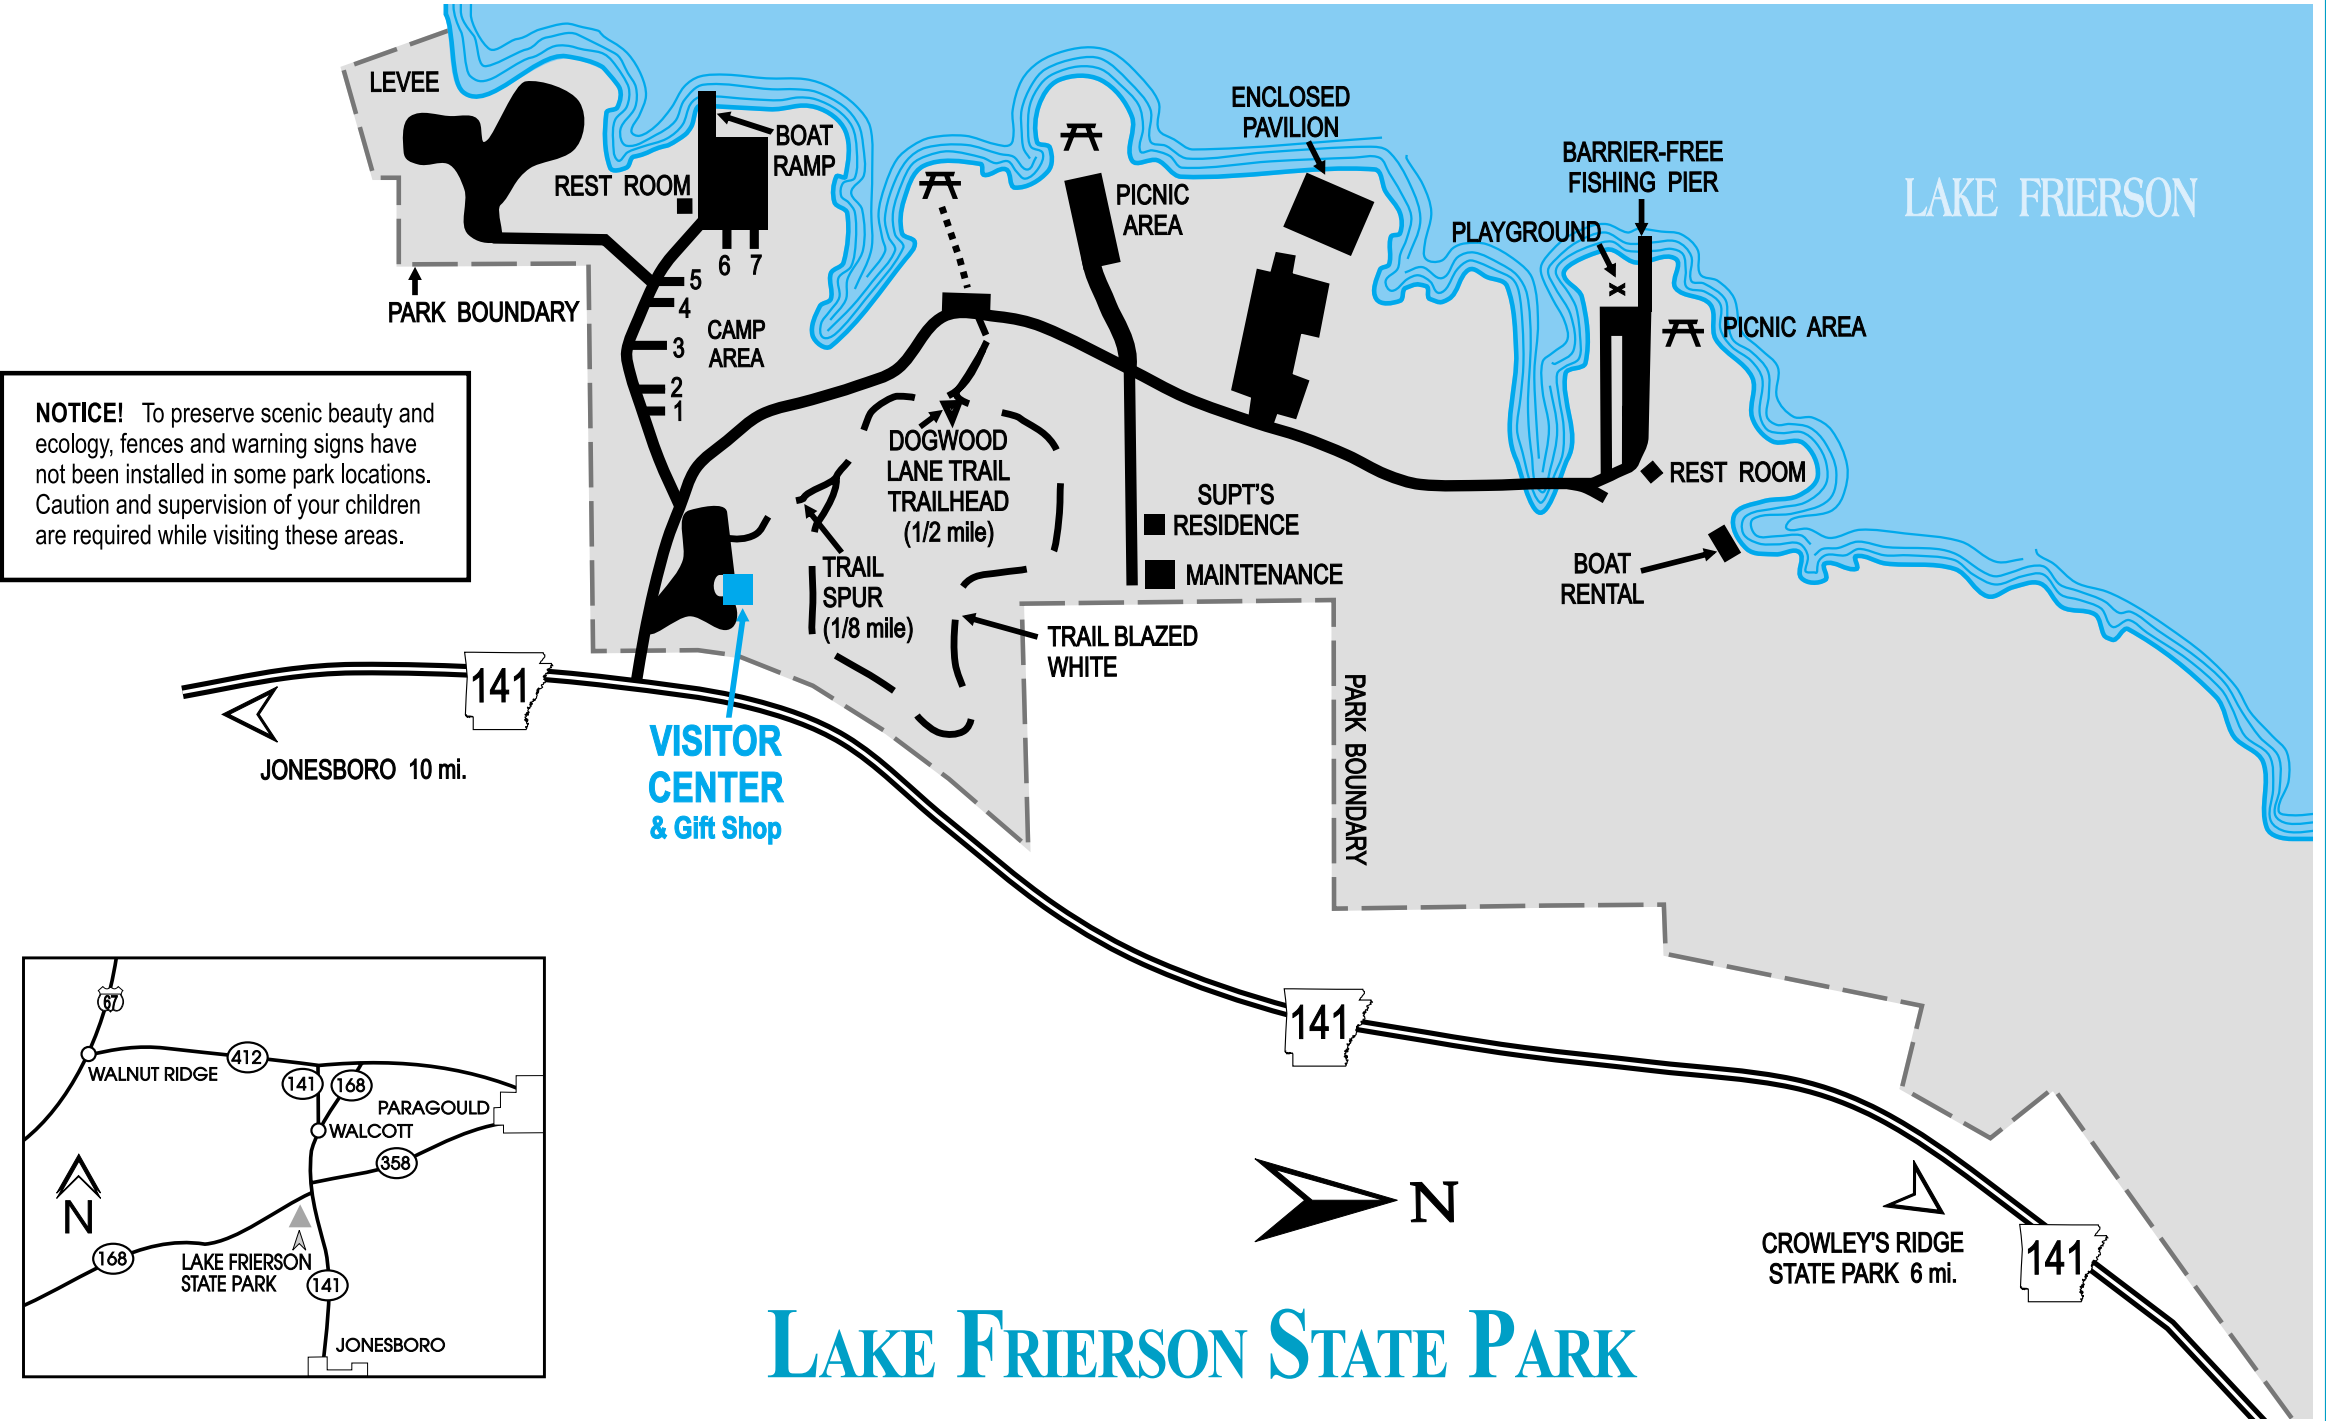 LEVEE
BOAT
RAMP
REST ROOM
ENCLOSED
PAVILION
BARRIER-FREE
FISHING PIER
PLAYGROUND
LAKE FRIERSON
PICNIC
AREA
6 7
5
4
3
2
1
CAMP
AREA
PARK BOUNDARY
PICNIC AREA
NOTICE! To preserve scenic beauty and
ecology, fences and warning signs have
not been installed in some park locations.
Caution and supervision of your children
are required while visiting these areas.
DOGWOOD
LANE TRAIL
TRAILHEAD
(1/2 mile)
SUPT'S
RESIDENCE
MAINTENANCE
REST ROOM
BOAT
RENTAL
TRAIL
SPUR
(1/8 mile)
TRAIL BLAZED
WHITE
PARK BOUNDARY
141
JONESBORO 10 mi.
VISITOR
CENTER
& Gift Shop
141
N
CROWLEY'S RIDGE
STATE PARK 6 mi.
141
67
412
WALNUT RIDGE
141
168
PARAGOULD
WALCOTT
358
N
168
LAKE FRIERSON
STATE PARK
141
JONESBORO
LAKE FRIERSON STATE PARK